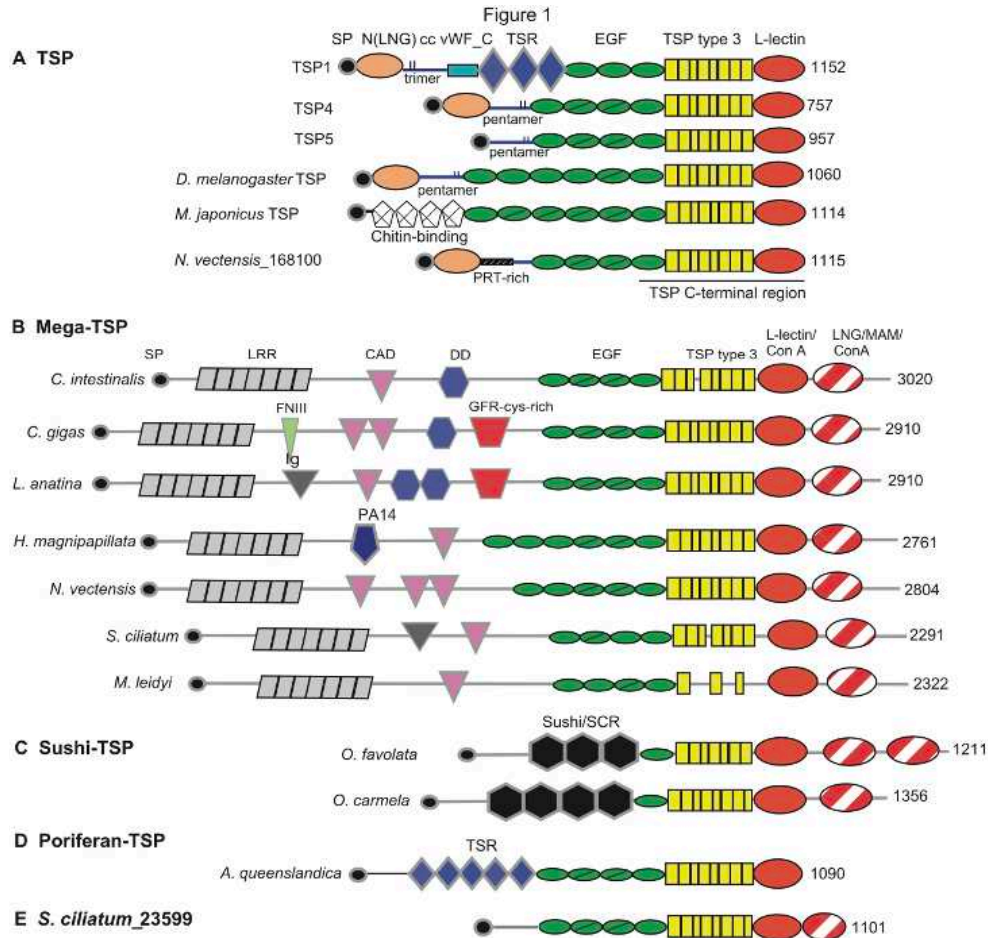 Figure 1
SP N(LNG) cc vWF_C TSR EGF TSP type 3 L-lectin
A TSP
TSP1 trimer 1152
TSP4 pentamer 757
TSP5 pentamer 957
D. melanogaster TSP pentamer 1060
M. japonicus TSP 1114
Chitin-binding
N. vectensis_168100 1115
PRT-rich
TSP C-terminal region
B Mega-TSP
SP LRR CAD DD EGF TSP type 3 L-lectin/ Con A LNG/MAM/ ConA
C. intestinalis 3020
FNIII GFR-cys-rich
C. gigas 2910
Ig
L. anatina 2910
PA14
H. magnipapillata 2761
N. vectensis 2804
S. ciliatum 2291
M. leidyi 2322
Sushi/SCR
C Sushi-TSP
O. favolata 1211
O. carmela 1356
D Poriferan-TSP
TSR
A. queenslandica 1090
E S. ciliatum_23599 1101